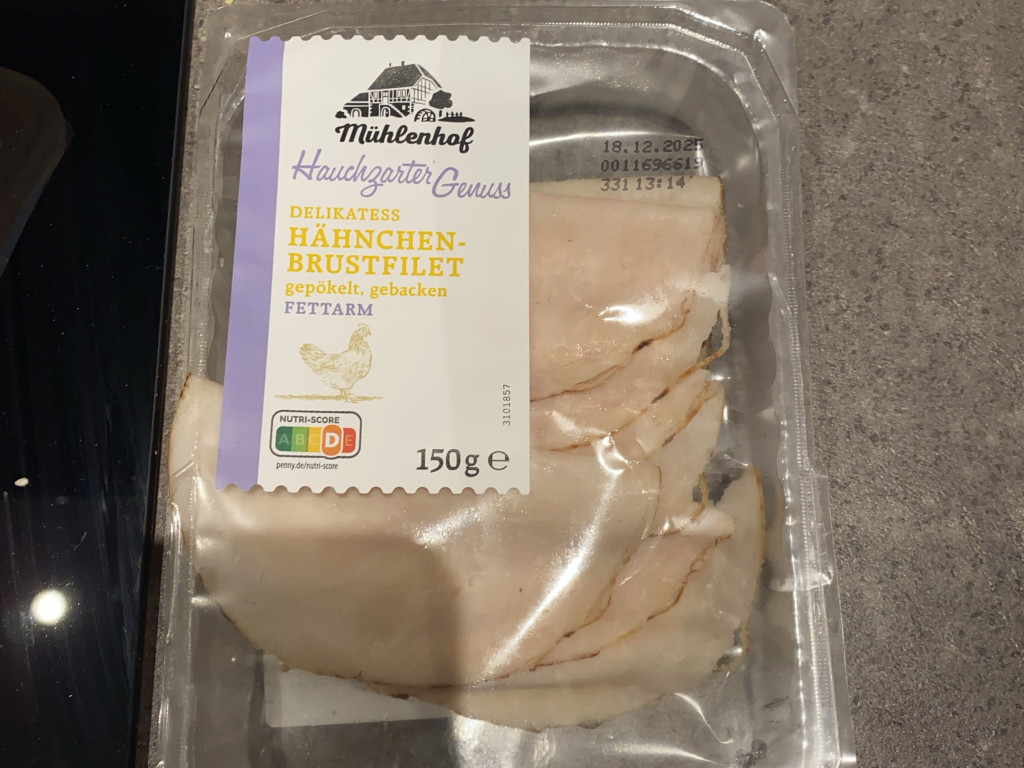 Mühlenhof
Hauchzarter Genuss
DELIKATESS
HÄHNCHEN-
BRUSTFILET
gepökelt, gebacken
FETTARM
NUTRI-SCORE
ABCDE
penny.de/nutri-score
150g e
3101857
18.12.2025
0011696619
331 13:14